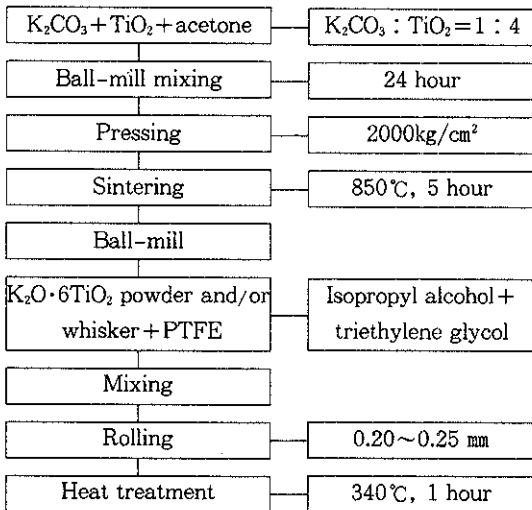 K₂CO₃+TiO₂+acetone
K₂CO₃ : TiO₂=1 : 4
Ball-mill mixing
24 hour
Pressing
2000kg/cm²
Sintering
850℃, 5 hour
Ball-mill
K₂O·6TiO₂ powder and/or
whisker+PTFE
Isopropyl alcohol+
triethylene glycol
Mixing
Rolling
0.20~0.25 mm
Heat treatment
340℃, 1 hour